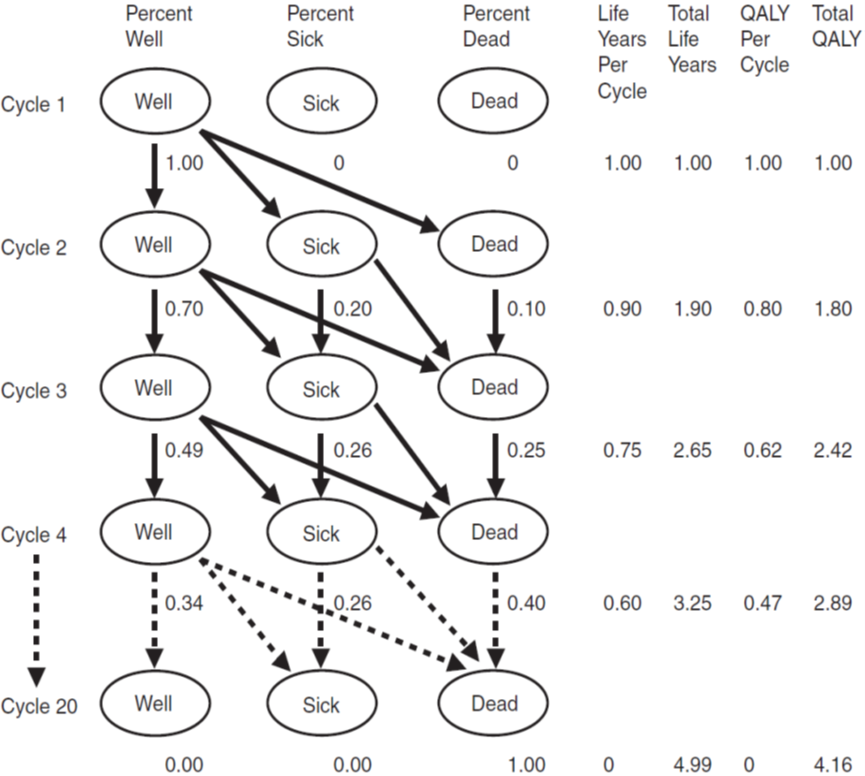 Percent Percent Percent Life Total QALY Total
Well Sick Dead Years Life Per QALY
Per Years Cycle
Cycle
Cycle 1 Well Sick Dead
1.00 0 0 1.00 1.00 1.00 1.00
Cycle 2 Well Sick Dead
0.70 0.20 0.10 0.90 1.90 0.80 1.80
Cycle 3 Well Sick Dead
0.49 0.26 0.25 0.75 2.65 0.62 2.42
Cycle 4 Well Sick Dead
0.34 0.26 0.40 0.60 3.25 0.47 2.89
Cycle 20 Well Sick Dead
0.00 0.00 1.00 0 4.99 0 4.16